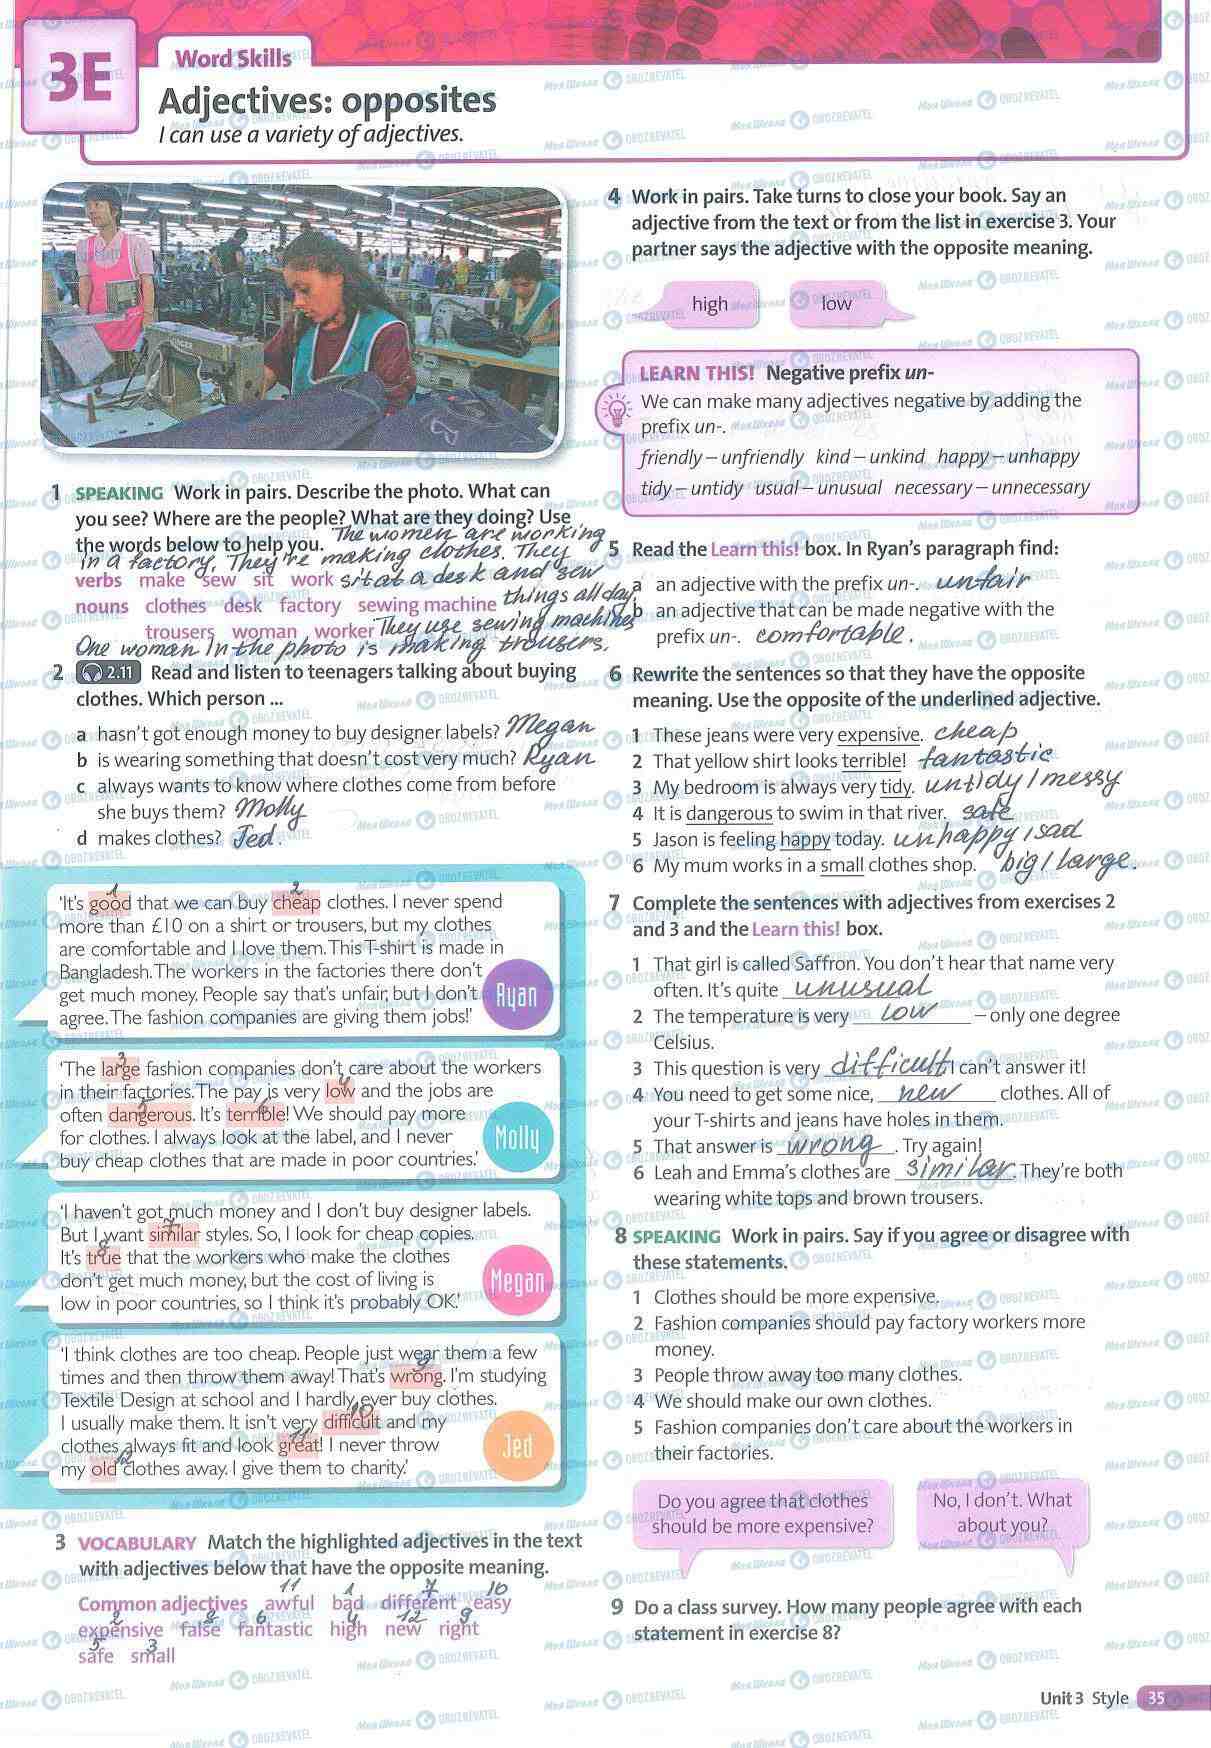 3E
Word Skills
Adjectives: opposites
I can use a variety of adjectives.
1 SPEAKING Work in pairs. Describe the photo. What can
you see? Where are the people? What are they doing? Use
the words below to help you. The women are working
in a factory. They're making clothes. They
verbs make sew sit work sit at a desk and sew
nouns clothes desk factory sewing machine things all day.
trousers woman worker They use sewing machines
One woman in the photo is making trousers.
2 2.11 Read and listen to teenagers talking about buying
clothes. Which person ...
a hasn't got enough money to buy designer labels? Megan
b is wearing something that doesn't cost very much? Ryan
c always wants to know where clothes come from before
she buys them? Molly
d makes clothes? Jed.
1 2
'It's good that we can buy cheap clothes. I never spend
more than £10 on a shirt or trousers, but my clothes
are comfortable and I love them. This T-shirt is made in
Bangladesh. The workers in the factories there don't
get much money. People say that's unfair, but I don't
agree. The fashion companies are giving them jobs!'
Ryan
3
'The large fashion companies don't care about the workers
in their factories. The pay is very low and the jobs are
4
often dangerous. It's terrible! We should pay more
5 6
for clothes. I always look at the label, and I never
buy cheap clothes that are made in poor countries.'
Molly
'I haven't got much money and I don't buy designer labels.
But I want similar styles. So, I look for cheap copies.
7
It's true that the workers who make the clothes
8
don't get much money, but the cost of living is
low in poor countries, so I think it's probably OK.'
Megan
'I think clothes are too cheap. People just wear them a few
times and then throw them away! That's wrong. I'm studying
9
Textile Design at school and I hardly ever buy clothes.
I usually make them. It isn't very difficult and my
10
clothes always fit and look great! I never throw
11
my old clothes away. I give them to charity.'
12
Jed
3 VOCABULARY Match the highlighted adjectives in the text
with adjectives below that have the opposite meaning.
11 1 7 10
Common adjectives awful bad different easy
2 8 6 4 12 9
expensive false fantastic high new right
5 3
safe small
4 Work in pairs. Take turns to close your book. Say an
adjective from the text or from the list in exercise 3. Your
partner says the adjective with the opposite meaning.
high low
LEARN THIS! Negative prefix un-
We can make many adjectives negative by adding the
prefix un-.
friendly – unfriendly kind – unkind happy – unhappy
tidy – untidy usual – unusual necessary – unnecessary
5 Read the Learn this! box. In Ryan's paragraph find:
a an adjective with the prefix un-. unfair
b an adjective that can be made negative with the
prefix un-. comfortable.
6 Rewrite the sentences so that they have the opposite
meaning. Use the opposite of the underlined adjective.
1 These jeans were very expensive. cheap
2 That yellow shirt looks terrible! fantastic
3 My bedroom is always very tidy. untidy / messy
4 It is dangerous to swim in that river. safe
5 Jason is feeling happy today. unhappy / sad
6 My mum works in a small clothes shop. big / large.
7 Complete the sentences with adjectives from exercises 2
and 3 and the Learn this! box.
1 That girl is called Saffron. You don't hear that name very
often. It's quite unusual
2 The temperature is very low – only one degree
Celsius.
3 This question is very difficult I can't answer it!
4 You need to get some nice, new clothes. All of
your T-shirts and jeans have holes in them.
5 That answer is wrong. Try again!
6 Leah and Emma's clothes are similar. They're both
wearing white tops and brown trousers.
8 SPEAKING Work in pairs. Say if you agree or disagree with
these statements.
1 Clothes should be more expensive.
2 Fashion companies should pay factory workers more
money.
3 People throw away too many clothes.
4 We should make our own clothes.
5 Fashion companies don't care about the workers in
their factories.
Do you agree that clothes
should be more expensive?
No, I don't. What
about you?
9 Do a class survey. How many people agree with each
statement in exercise 8?
Unit 3 Style 35
Моя Школа OBOZREVATEL